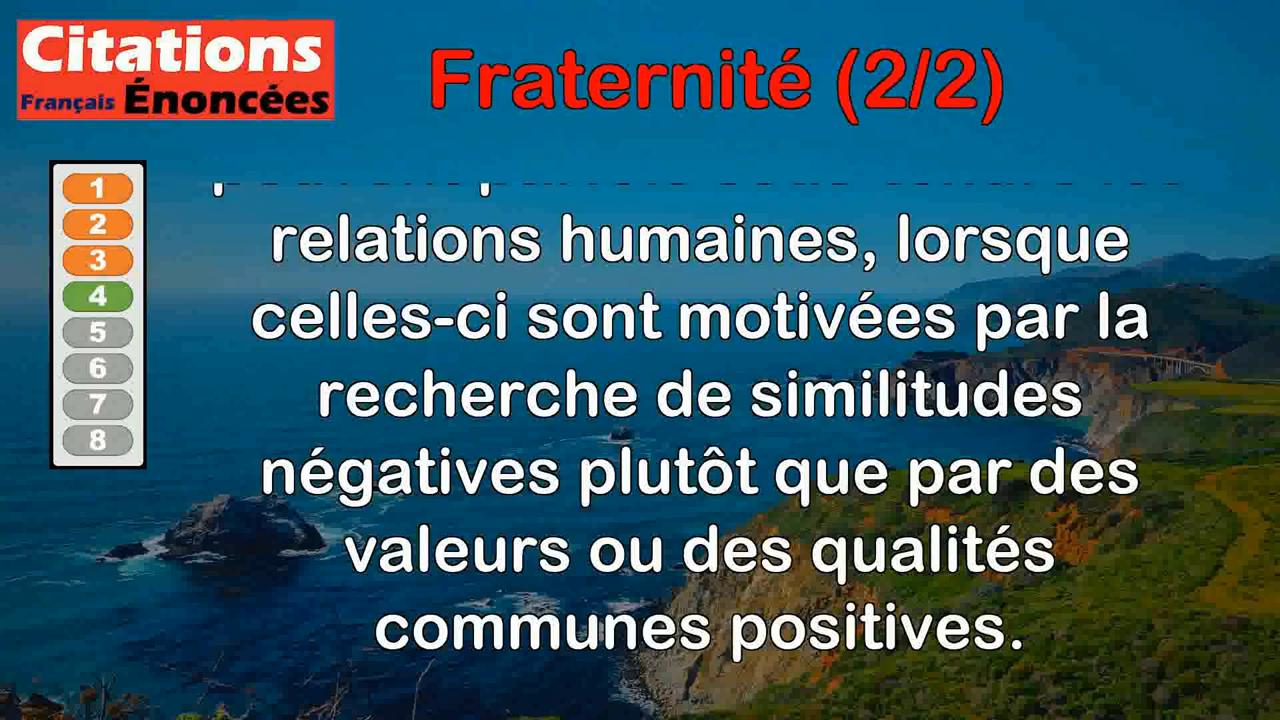 Citations
Français Énoncées
Fraternité (2/2)
1
2
3
4
5
6
7
8
relations humaines, lorsque
celles-ci sont motivées par la
recherche de similitudes
négatives plutôt que par des
valeurs ou des qualités
communes positives.